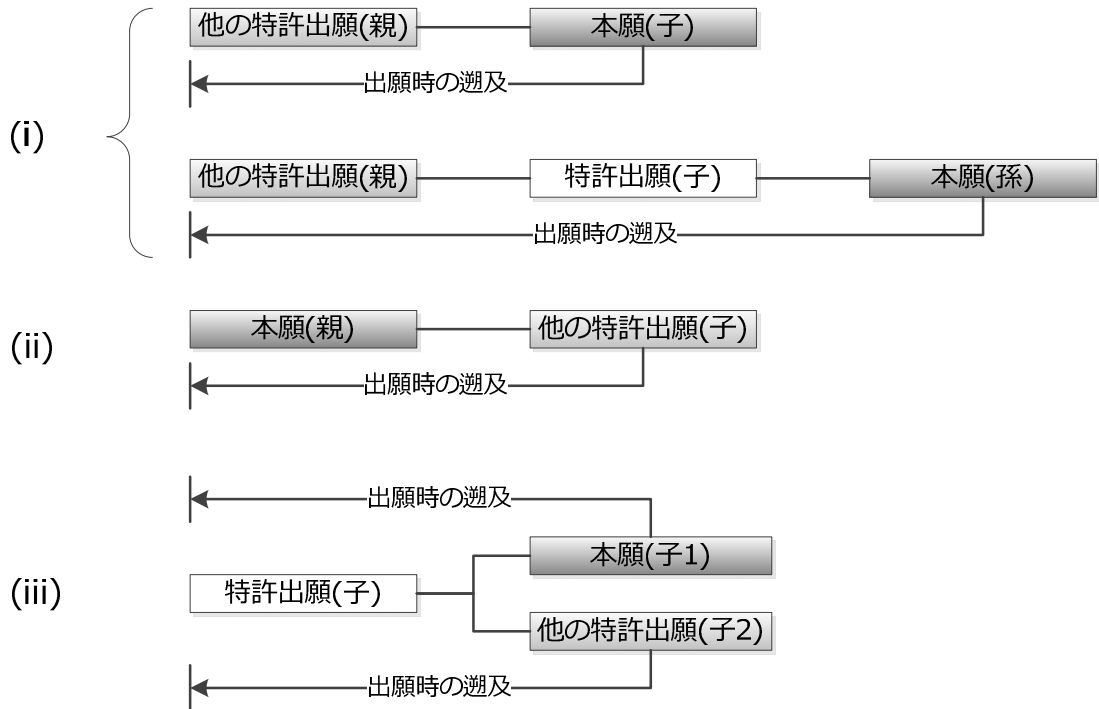 他の特許出願(親)
本願(子)
出願時の遡及
(i)
他の特許出願(親)
特許出願(子)
本願(孫)
出願時の遡及
(ii)
本願(親)
他の特許出願(子)
出願時の遡及
出願時の遡及
本願(子1)
(iii)
特許出願(子)
他の特許出願(子2)
出願時の遡及